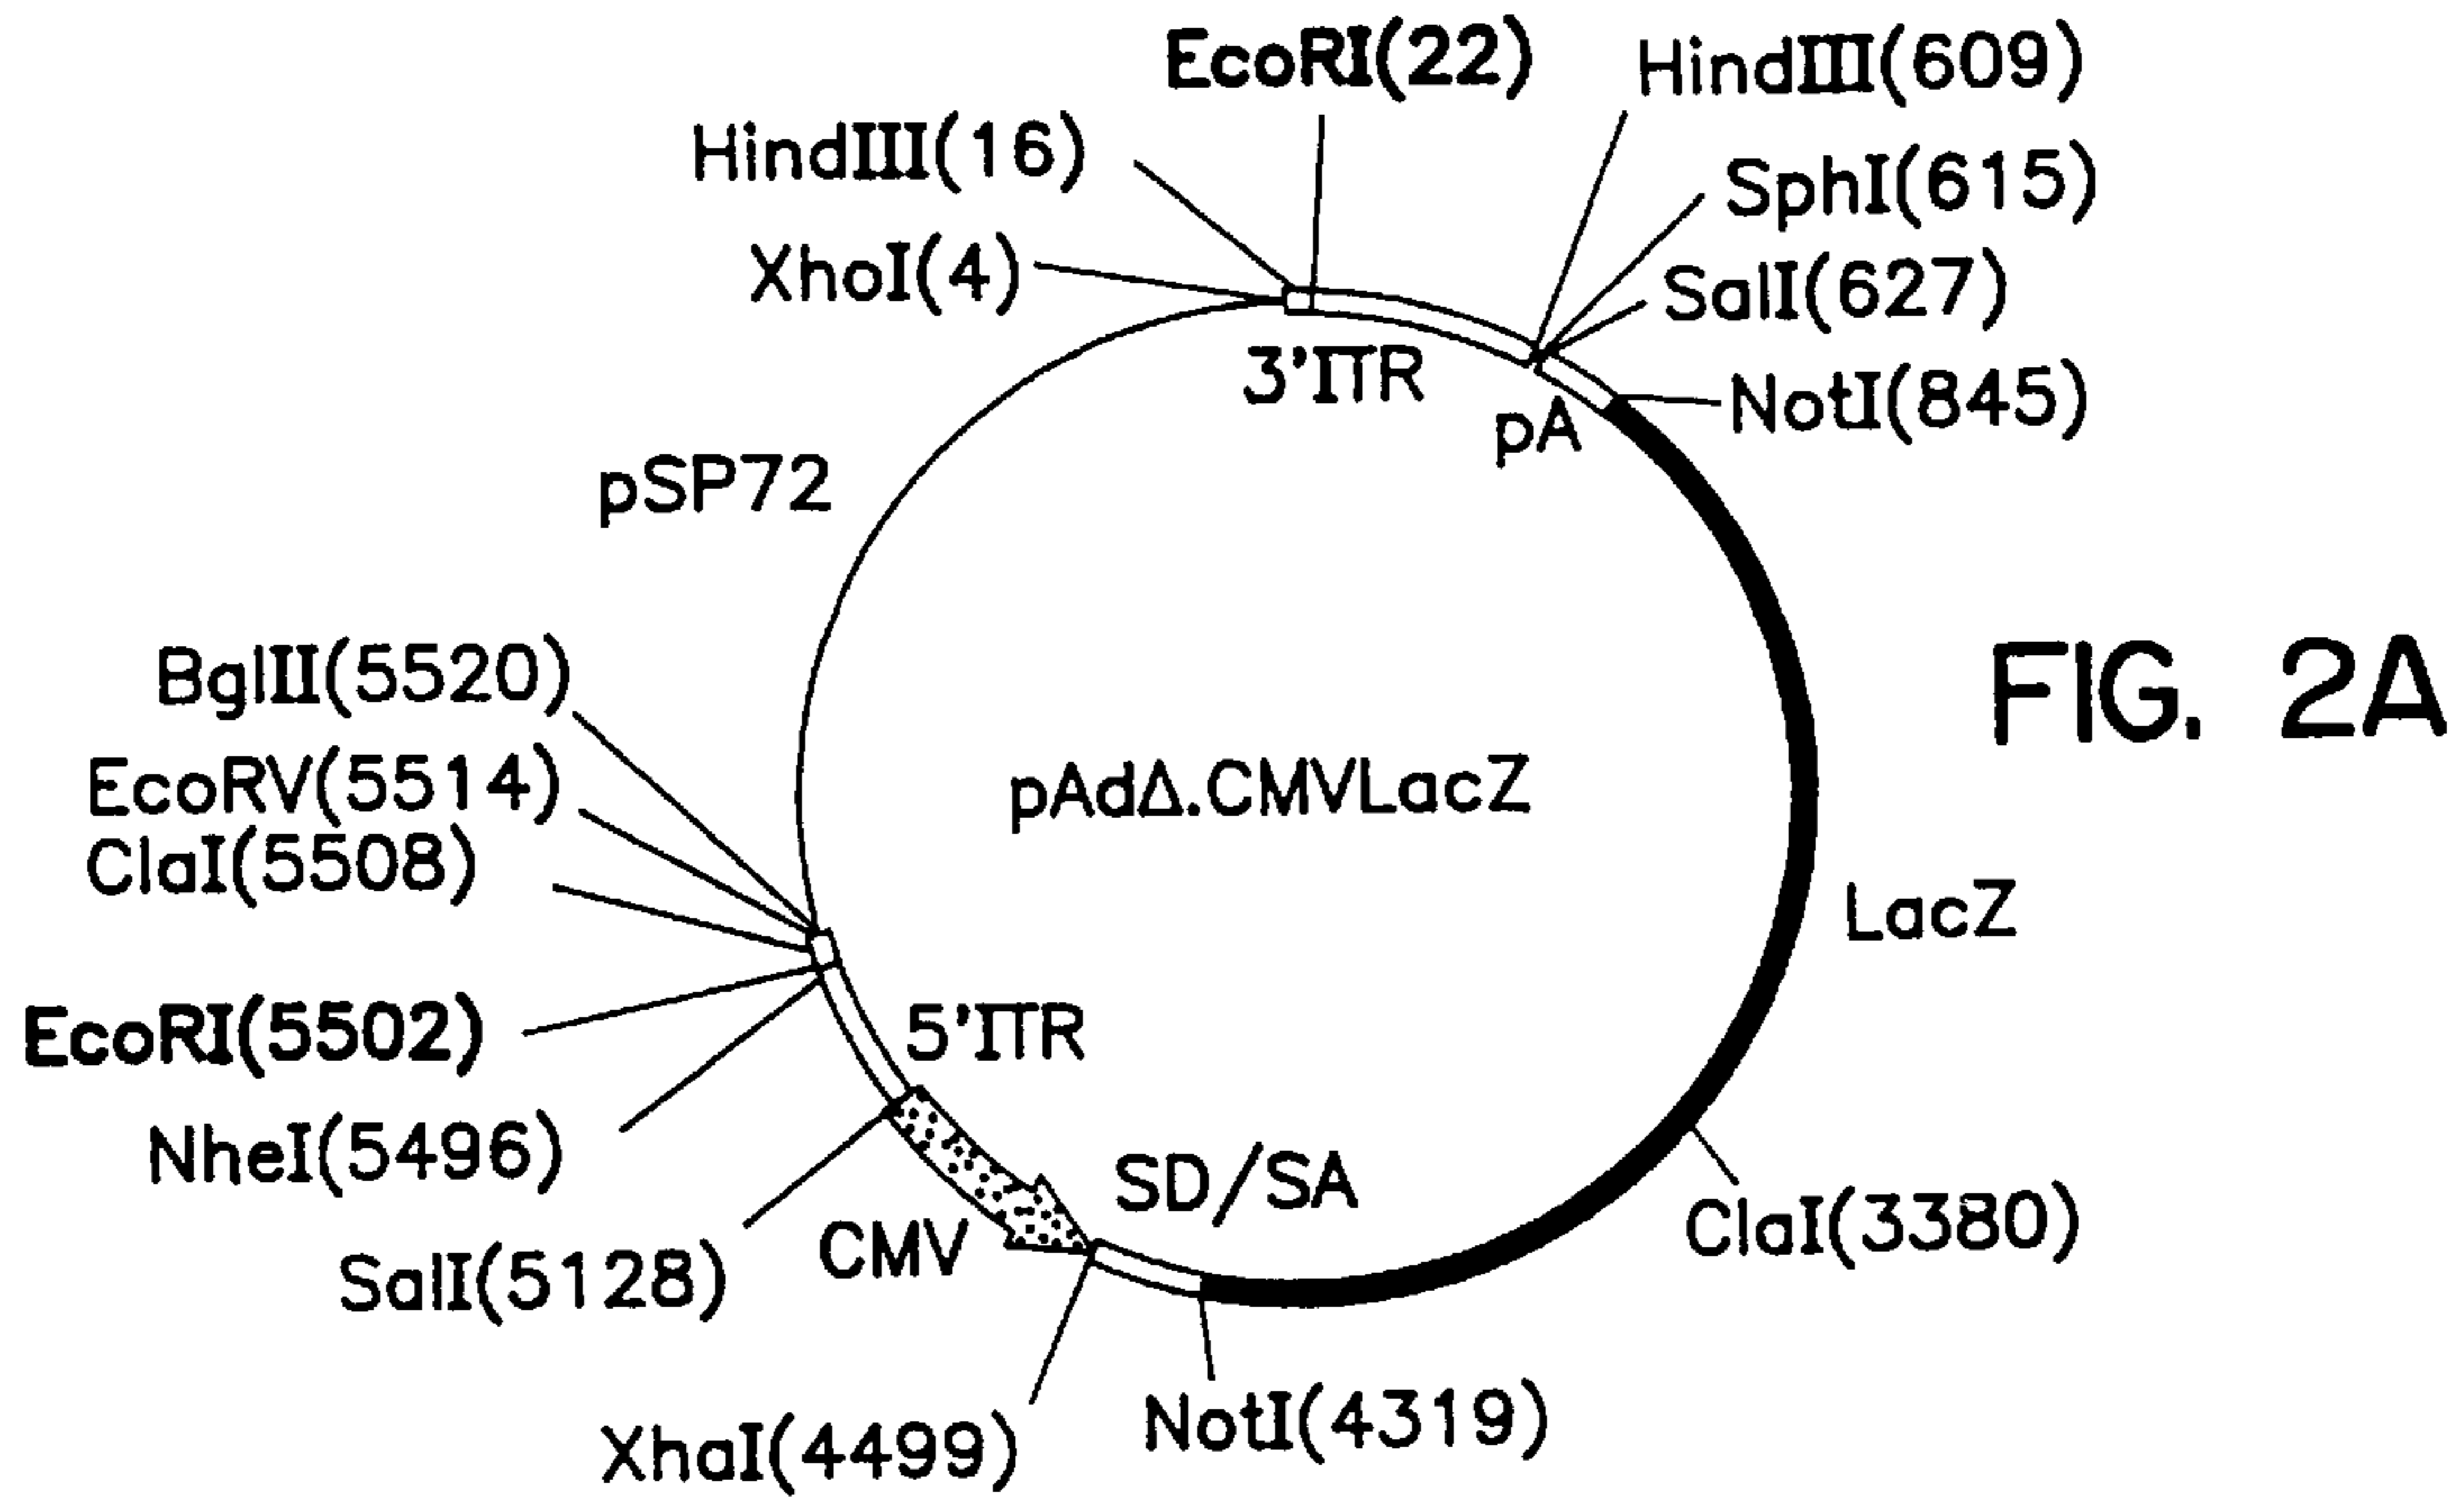 EcoRI(22)
HindIII(609)
HindIII(16)
SphI(615)
XhoI(4)
SalI(627)
3'ITR
NotI(845)
pA
pSP72
FIG. 2A
BglII(5520)
EcoRV(5514)
pAdΔ.CMVLacZ
ClaI(5508)
LacZ
EcoRI(5502)
5'ITR
NheI(5496)
SD/SA
ClaI(3380)
CMV
SalI(5128)
NotI(4319)
XhaI(4499)